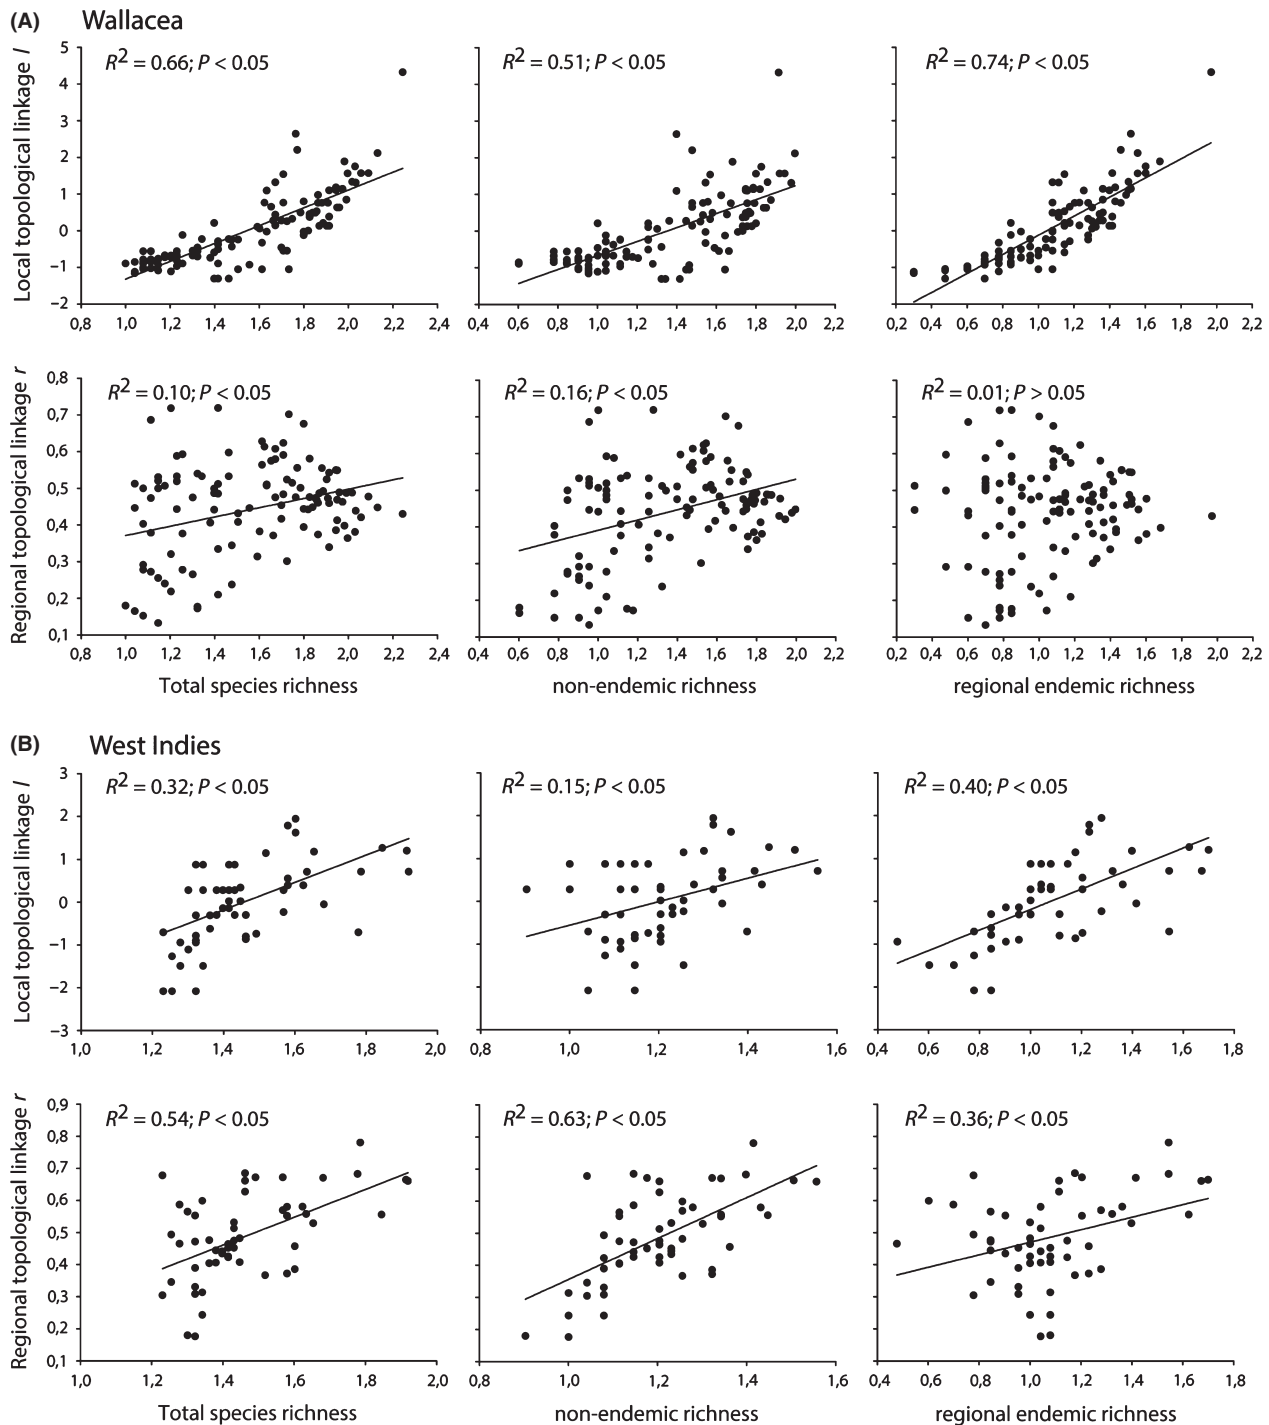 (A) Wallacea
Local topological linkage l
5
4
3
2
1
0
−1
−2
R2 = 0.66; P < 0.05
0,8 1,0 1,2 1,4 1,6 1,8 2,0 2,2 2,4
R2 = 0.51; P < 0.05
0,4 0,6 0,8 1,0 1,2 1,4 1,6 1,8 2,0 2,2
R2 = 0.74; P < 0.05
0,2 0,4 0,6 0,8 1,0 1,2 1,4 1,6 1,8 2,0 2,2
Regional topological linkage r
0,8
0,7
0,6
0,5
0,4
0,3
0,2
0,1
R2 = 0.10; P < 0.05
0,8 1,0 1,2 1,4 1,6 1,8 2,0 2,2 2,4
Total species richness
R2 = 0.16; P < 0.05
0,4 0,6 0,8 1,0 1,2 1,4 1,6 1,8 2,0 2,2
non-endemic richness
R2 = 0.01; P > 0.05
0,2 0,4 0,6 0,8 1,0 1,2 1,4 1,6 1,8 2,0 2,2
regional endemic richness
(B) West Indies
Local topological linkage l
3
2
1
0
−1
−2
−3
R2 = 0.32; P < 0.05
1,0 1,2 1,4 1,6 1,8 2,0
R2 = 0.15; P < 0.05
0,8 1,0 1,2 1,4 1,6
R2 = 0.40; P < 0.05
0,4 0,6 0,8 1,0 1,2 1,4 1,6 1,8
Regional topological linkage r
0,9
0,8
0,7
0,6
0,5
0,4
0,3
0,2
0,1
R2 = 0.54; P < 0.05
1,0 1,2 1,4 1,6 1,8 2,0
Total species richness
R2 = 0.63; P < 0.05
0,8 1,0 1,2 1,4 1,6
non-endemic richness
R2 = 0.36; P < 0.05
0,4 0,6 0,8 1,0 1,2 1,4 1,6 1,8
regional endemic richness